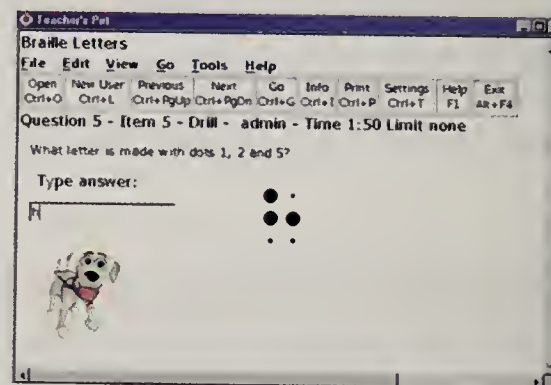 Teacher's Pet
Braille Letters
File Edit View Go Tools Help
Open New User Previous Next Go Info Print Settings Help Exit
Ctrl+O Ctrl+L Ctrl+PgUp Ctrl+PgDn Ctrl+G Ctrl+I Ctrl+P Ctrl+T F1 Alt+F4
Question 5 - Item 5 - Drill - admin - Time 1:50 Limit none
What letter is made with dots 1, 2 and 5?
Type answer:
h